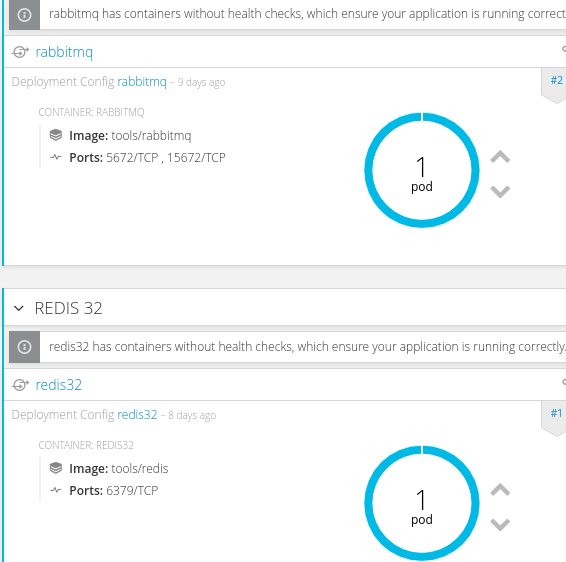 rabbitmq has containers without health checks, which ensure your application is running correct
rabbitmq
Deployment Config rabbitmq – 9 days ago
#2
CONTAINER: RABBITMQ
Image: tools/rabbitmq
Ports: 5672/TCP , 15672/TCP
1
pod
REDIS 32
redis32 has containers without health checks, which ensure your application is running correctly.
redis32
Deployment Config redis32 – 8 days ago
#1
CONTAINER: REDIS32
Image: tools/redis
Ports: 6379/TCP
1
pod